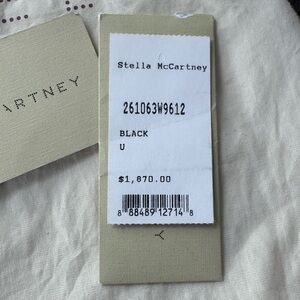 ARTNEY
Stella McCartney
261063W9612
BLACK
U
$1,870.00
8 88489 12714 8
Y